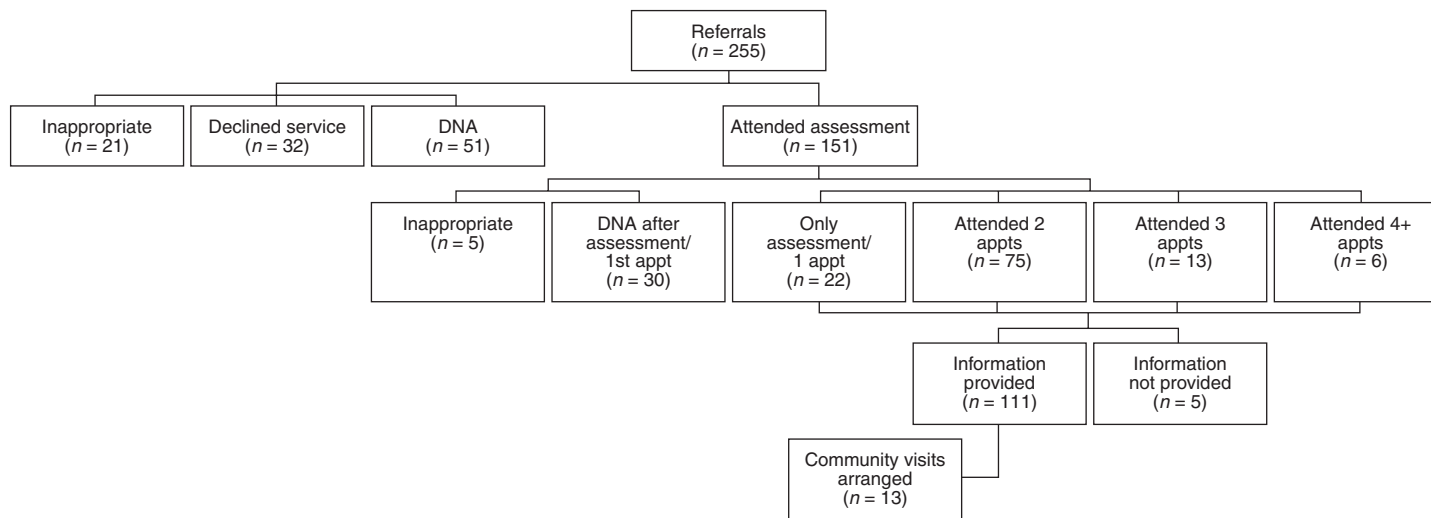 Referrals
(n = 255)
Inappropriate
(n = 21)
Declined service
(n = 32)
DNA
(n = 51)
Attended assessment
(n = 151)
Inappropriate
(n = 5)
DNA after
assessment/
1st appt
(n = 30)
Only
assessment/
1 appt
(n = 22)
Attended 2
appts
(n = 75)
Attended 3
appts
(n = 13)
Attended 4+
appts
(n = 6)
Information
provided
(n = 111)
Information
not provided
(n = 5)
Community visits
arranged
(n = 13)